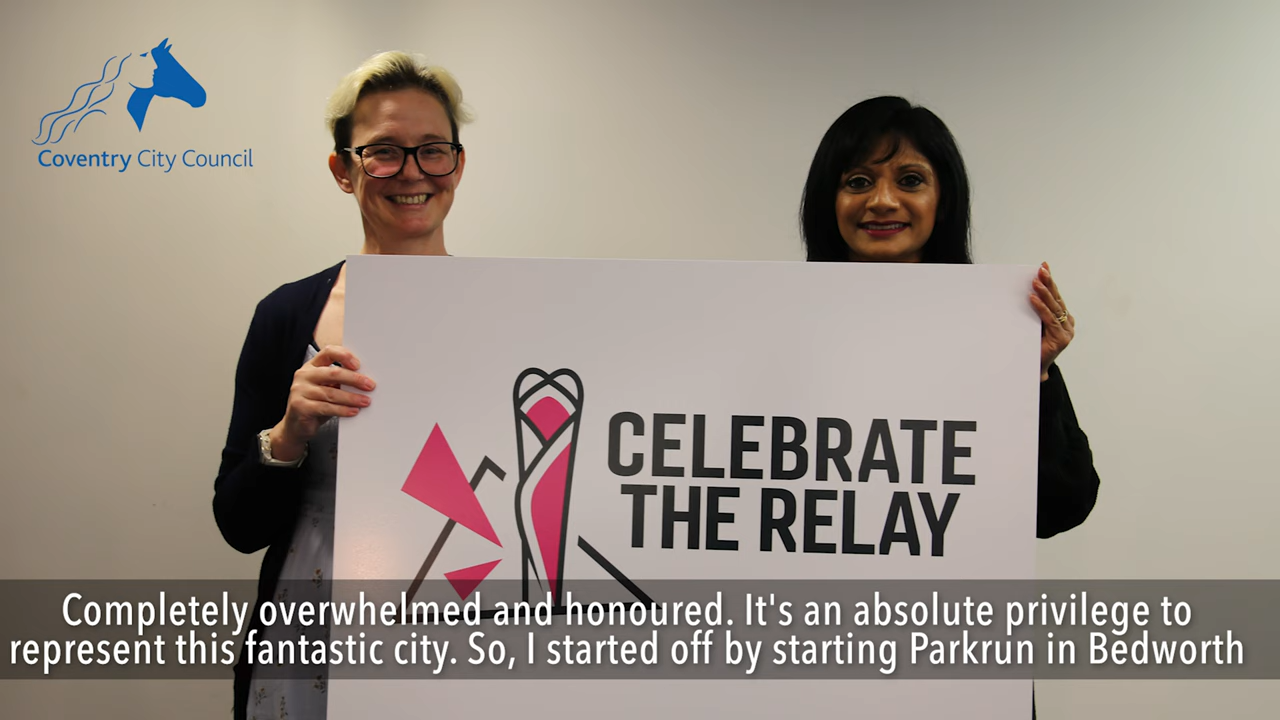 Coventry City Council
CELEBRATE
THE RELAY
Completely overwhelmed and honoured. It's an absolute privilege to
represent this fantastic city. So, I started off by starting Parkrun in Bedworth